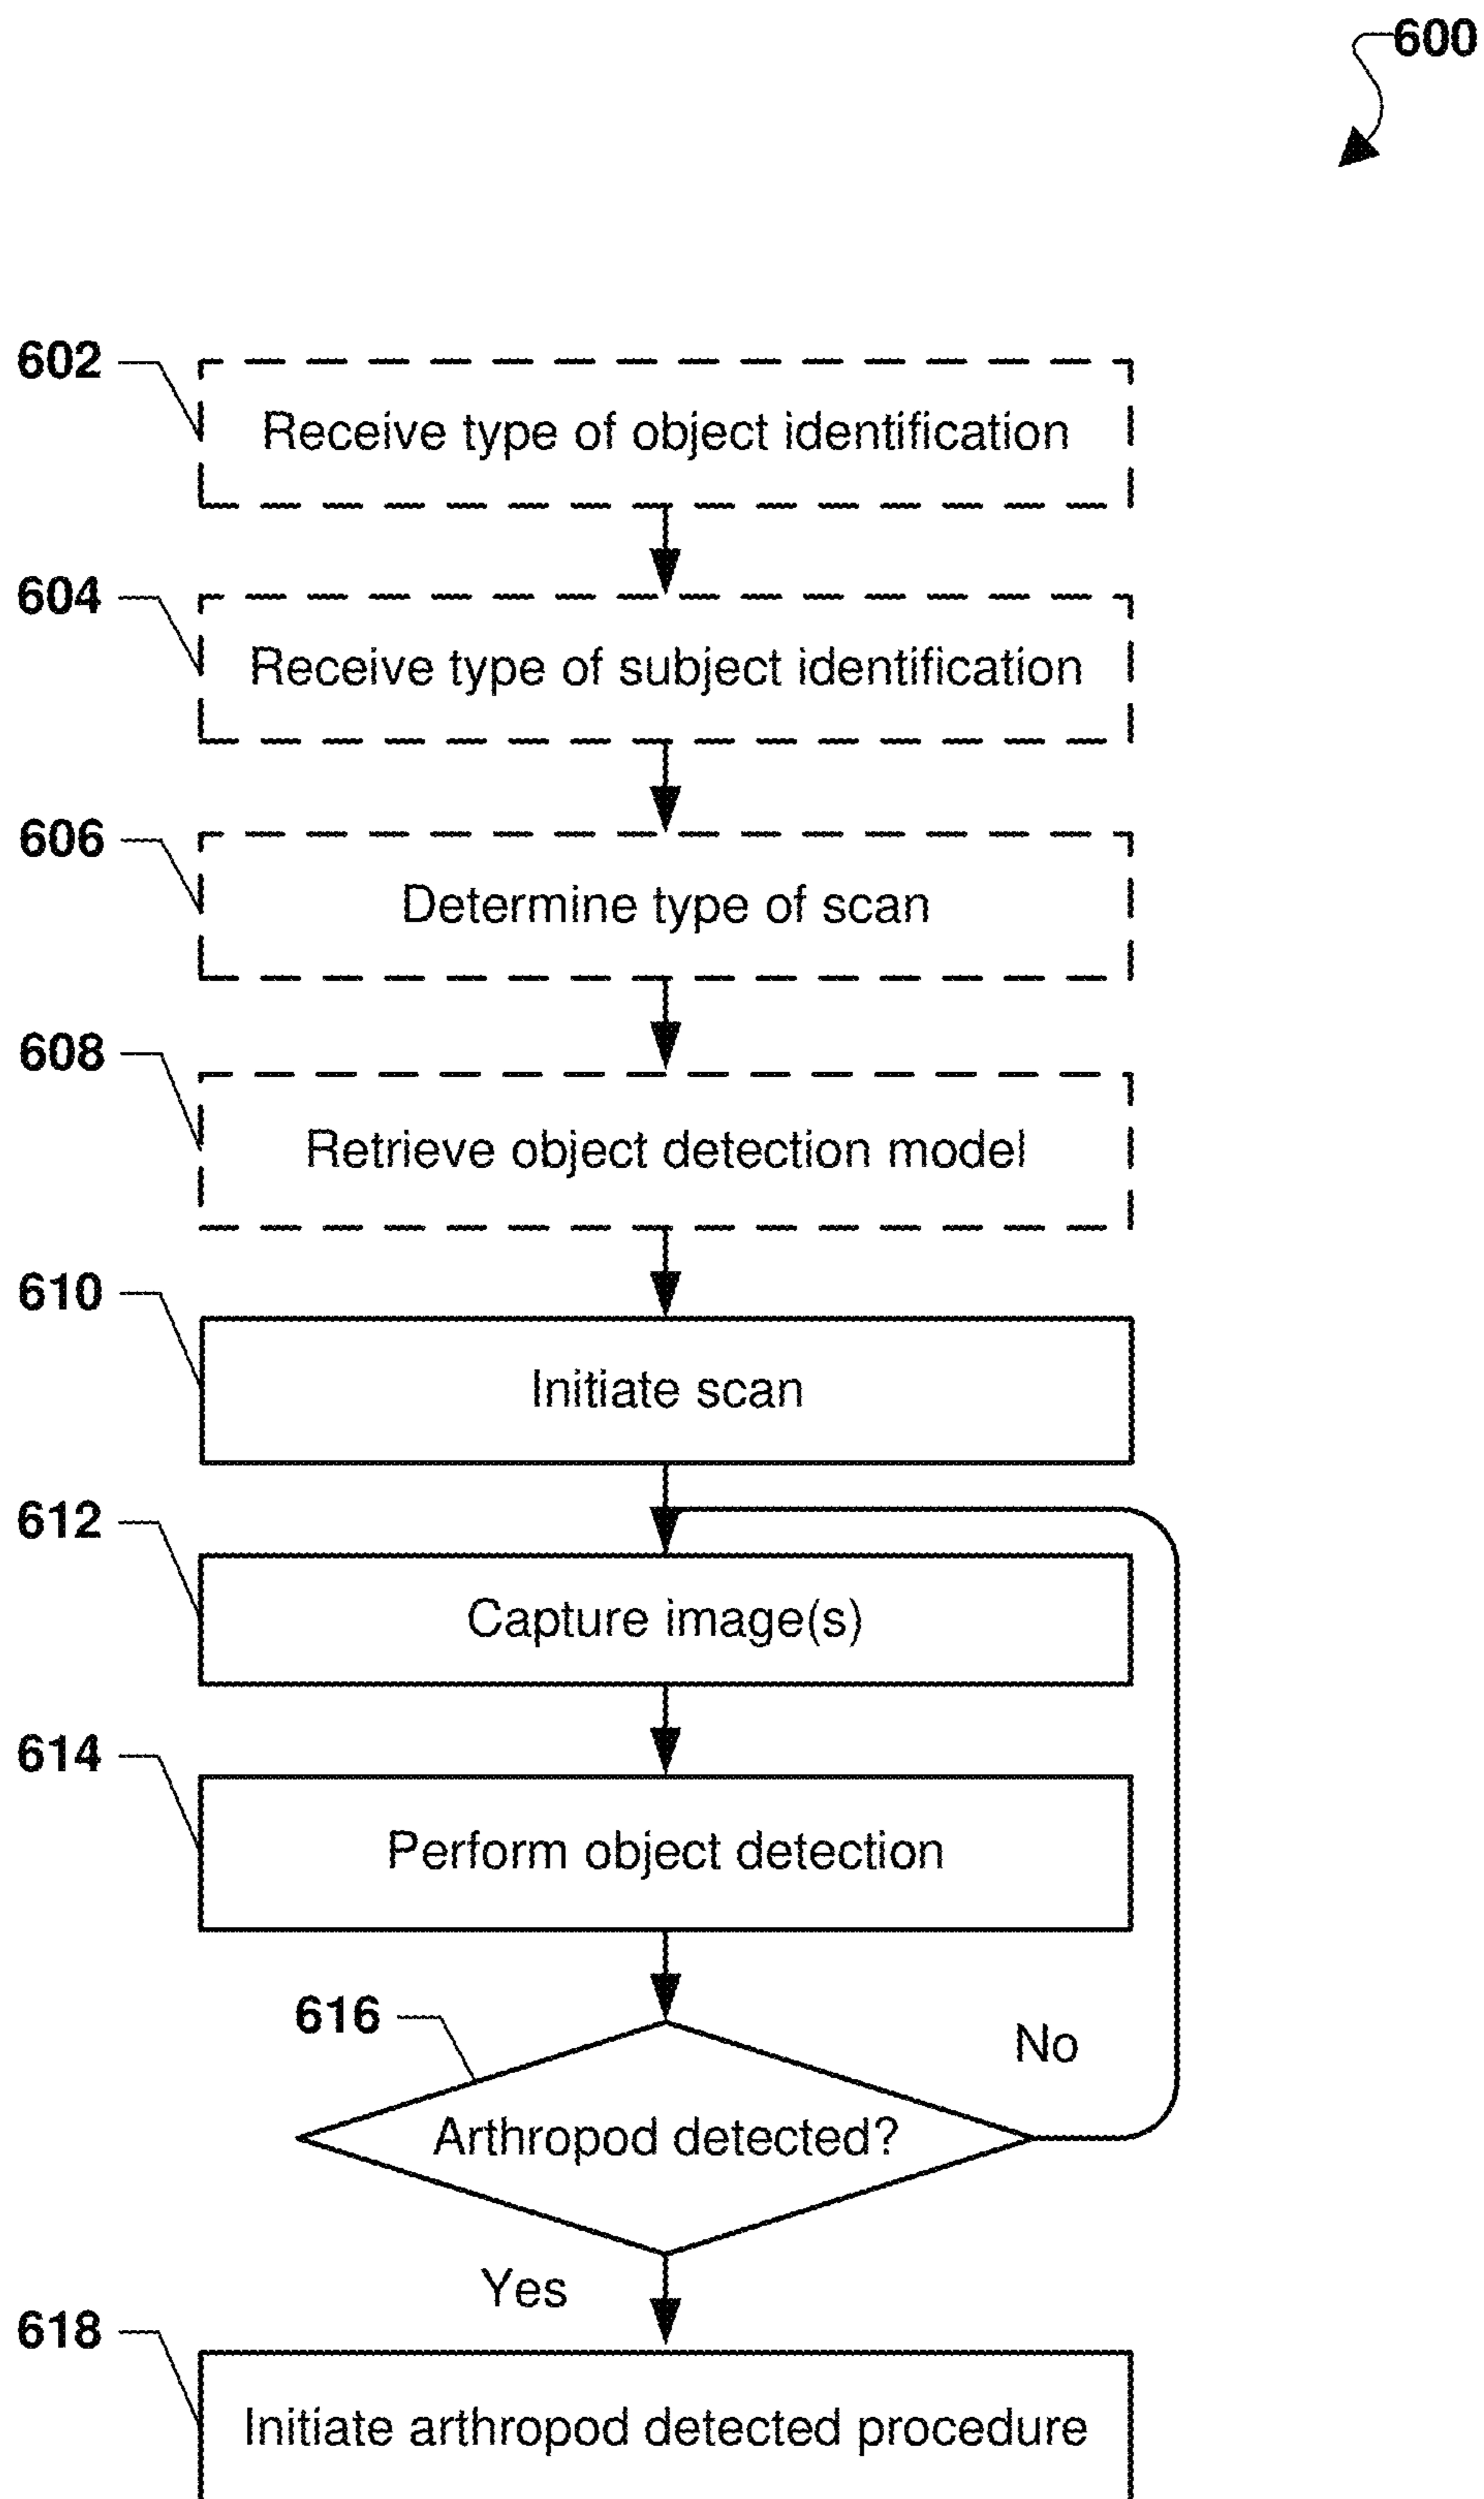 600
602
Receive type of object identification
604
Receive type of subject identification
606
Determine type of scan
608
Retrieve object detection model
610
Initiate scan
612
Capture image(s)
614
Perform object detection
616
No
Arthropod detected?
Yes
618
Initiate arthropod detected procedure